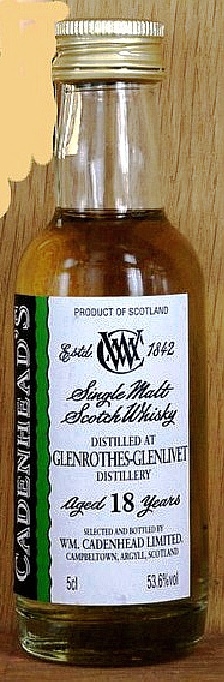 CADENHEAD'S
PRODUCT OF SCOTLAND
Estd WC 1842
Single Malt
Scotch Whisky
DISTILLED AT
GLENROTHES-GLENLIVET
DISTILLERY
Aged 18 Years
SELECTED AND BOTTLED BY
WM. CADENHEAD LIMITED.
CAMPBELTOWN, ARGYLL, SCOTLAND
5cl 53.6%vol